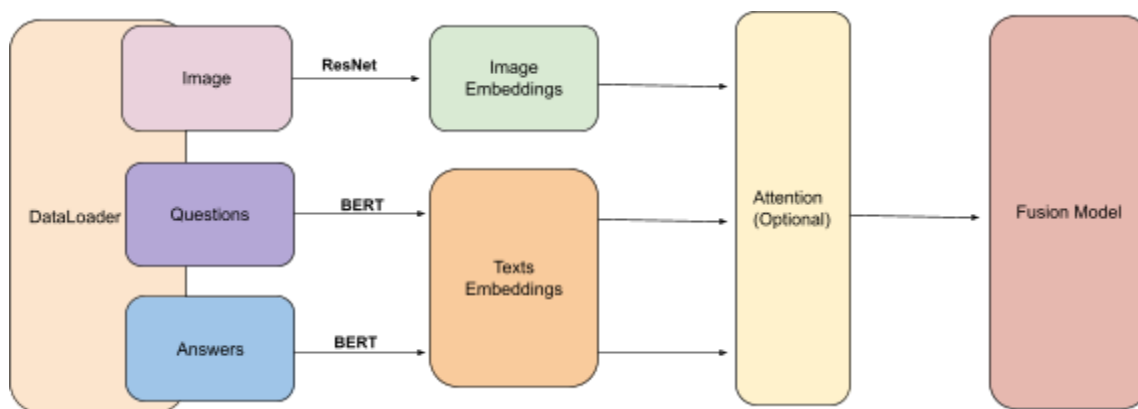 DataLoader
Image
ResNet
Image
Embeddings
Questions
BERT
Texts
Embeddings
Answers
BERT
Attention
(Optional)
Fusion Model